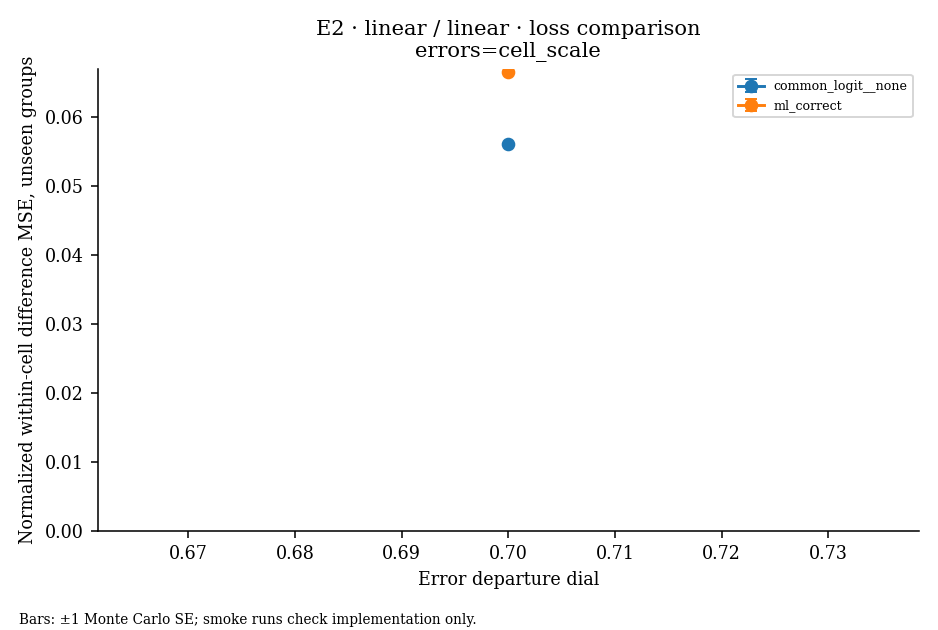 E2 · linear / linear · loss comparison
errors=cell_scale
Normalized within-cell difference MSE, unseen groups
0.06
0.05
0.04
0.03
0.02
0.01
0.00
common_logit__none
ml_correct
0.67 0.68 0.69 0.70 0.71 0.72 0.73
Error departure dial
Bars: ±1 Monte Carlo SE; smoke runs check implementation only.